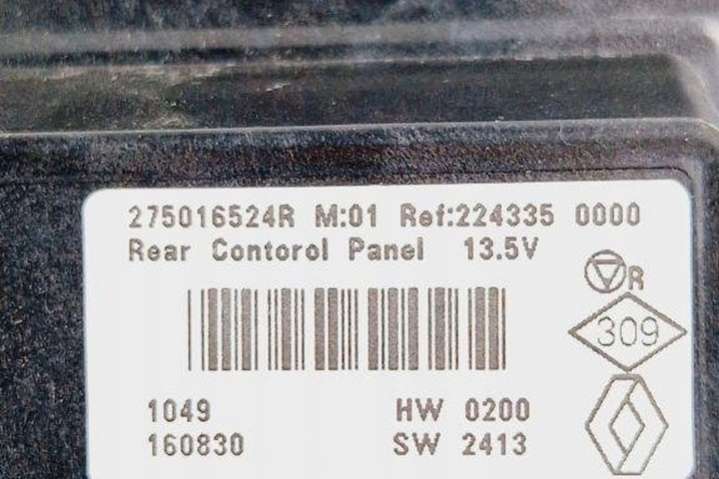 275016524R M:01 Ref:224335 0000
Rear Contorol Panel 13.5V
R
309
1049 HW 0200
160830 SW 2413